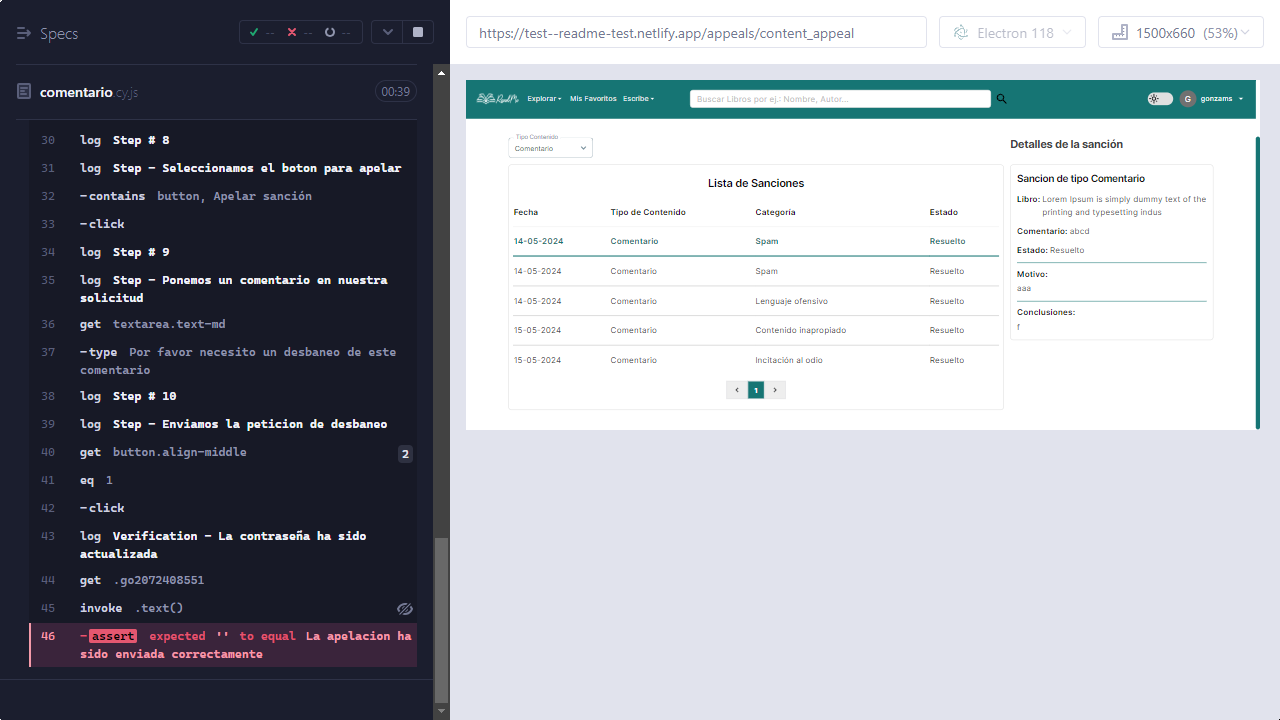 Specs
-- -- --
comentario.cy.js 00:39
30 log Step # 8
31 log Step – Seleccionamos el boton para apelar
32 -contains button, Apelar sanción
33 -click
34 log Step # 9
35 log Step – Ponemos un comentario en nuestra
solicitud
36 get textarea.text-md
37 -type Por favor necesito un desbaneo de este
comentario
38 log Step # 10
39 log Step – Enviamos la peticion de desbaneo
40 get button.align-middle 2
41 eq 1
42 -click
43 log Verification – La contraseña ha sido
actualizada
44 get .go2072408551
45 invoke .text()
46 -assert expected '' to equal La apelacion ha
sido enviada correctamente
https://test--readme-test.netlify.app/appeals/content_appeal
Electron 118
1500x660 (53%)
ReadMe Explorar Mis Favoritos Escribe Buscar Libros por ej.: Nombre, Autor... G gonzams
Tipo Contenido
Comentario
Lista de Sanciones
Fecha Tipo de Contenido Categoría Estado
14-05-2024 Comentario Spam Resuelto
14-05-2024 Comentario Spam Resuelto
14-05-2024 Comentario Lenguaje ofensivo Resuelto
15-05-2024 Comentario Contenido inapropiado Resuelto
15-05-2024 Comentario Incitación al odio Resuelto
‹ 1 ›
Detalles de la sanción
Sancion de tipo Comentario
Libro: Lorem Ipsum is simply dummy text of the
printing and typesetting indus
Comentario: abcd
Estado: Resuelto
Motivo:
aaa
Conclusiones:
f